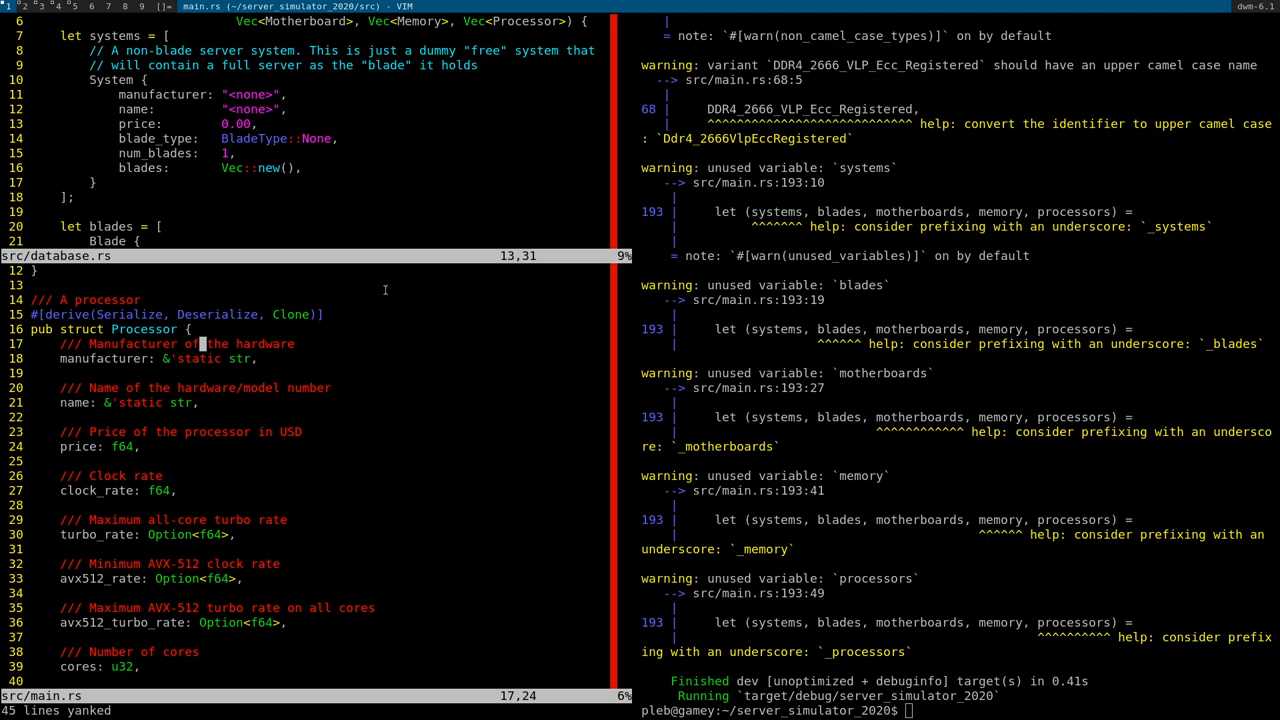 1 2 3 4 5 6 7 8 9 []= main.rs (~/server_simulator_2020/src) - VIM dwm-6.1
6 Vec<Motherboard>, Vec<Memory>, Vec<Processor>) {
7 let systems = [
8 // A non-blade server system. This is just a dummy "free" system that
9 // will contain a full server as the "blade" it holds
10 System {
11 manufacturer: "<none>",
12 name: "<none>",
13 price: 0.00,
14 blade_type: BladeType::None,
15 num_blades: 1,
16 blades: Vec::new(),
17 }
18 ];
19
20 let blades = [
21 Blade {
src/database.rs 13,31 9%
12 }
13
14 /// A processor
15 #[derive(Serialize, Deserialize, Clone)]
16 pub struct Processor {
17 /// Manufacturer of the hardware
18 manufacturer: &'static str,
19
20 /// Name of the hardware/model number
21 name: &'static str,
22
23 /// Price of the processor in USD
24 price: f64,
25
26 /// Clock rate
27 clock_rate: f64,
28
29 /// Maximum all-core turbo rate
30 turbo_rate: Option<f64>,
31
32 /// Minimum AVX-512 clock rate
33 avx512_rate: Option<f64>,
34
35 /// Maximum AVX-512 turbo rate on all cores
36 avx512_turbo_rate: Option<f64>,
37
38 /// Number of cores
39 cores: u32,
40
src/main.rs 17,24 6%
45 lines yanked
|
= note: `#[warn(non_camel_case_types)]` on by default
warning: variant `DDR4_2666_VLP_Ecc_Registered` should have an upper camel case name
--> src/main.rs:68:5
|
68 | DDR4_2666_VLP_Ecc_Registered,
| ^^^^^^^^^^^^^^^^^^^^^^^^^^^^ help: convert the identifier to upper camel case
: `Ddr4_2666VlpEccRegistered`
warning: unused variable: `systems`
--> src/main.rs:193:10
|
193 | let (systems, blades, motherboards, memory, processors) =
| ^^^^^^^ help: consider prefixing with an underscore: `_systems`
|
= note: `#[warn(unused_variables)]` on by default
warning: unused variable: `blades`
--> src/main.rs:193:19
|
193 | let (systems, blades, motherboards, memory, processors) =
| ^^^^^^ help: consider prefixing with an underscore: `_blades`
warning: unused variable: `motherboards`
--> src/main.rs:193:27
|
193 | let (systems, blades, motherboards, memory, processors) =
| ^^^^^^^^^^^^ help: consider prefixing with an undersco
re: `_motherboards`
warning: unused variable: `memory`
--> src/main.rs:193:41
|
193 | let (systems, blades, motherboards, memory, processors) =
| ^^^^^^ help: consider prefixing with an
underscore: `_memory`
warning: unused variable: `processors`
--> src/main.rs:193:49
|
193 | let (systems, blades, motherboards, memory, processors) =
| ^^^^^^^^^^ help: consider prefix
ing with an underscore: `_processors`
Finished dev [unoptimized + debuginfo] target(s) in 0.41s
Running `target/debug/server_simulator_2020`
pleb@gamey:~/server_simulator_2020$